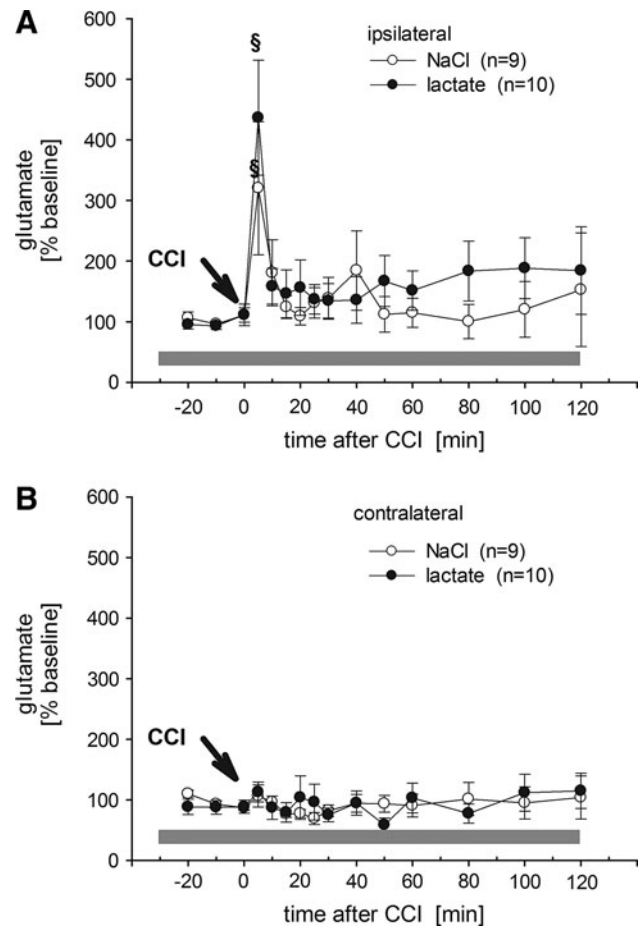 A
600
500
400
300
200
100
0
glutamate
[% baseline]
ipsilateral
NaCl (n=9)
lactate (n=10)
§
§
CCI
-20 0 20 40 60 80 100 120
time after CCI [min]
B
600
500
400
300
200
100
0
glutamate
[% baseline]
contralateral
NaCl (n=9)
lactate (n=10)
CCI
-20 0 20 40 60 80 100 120
time after CCI [min]